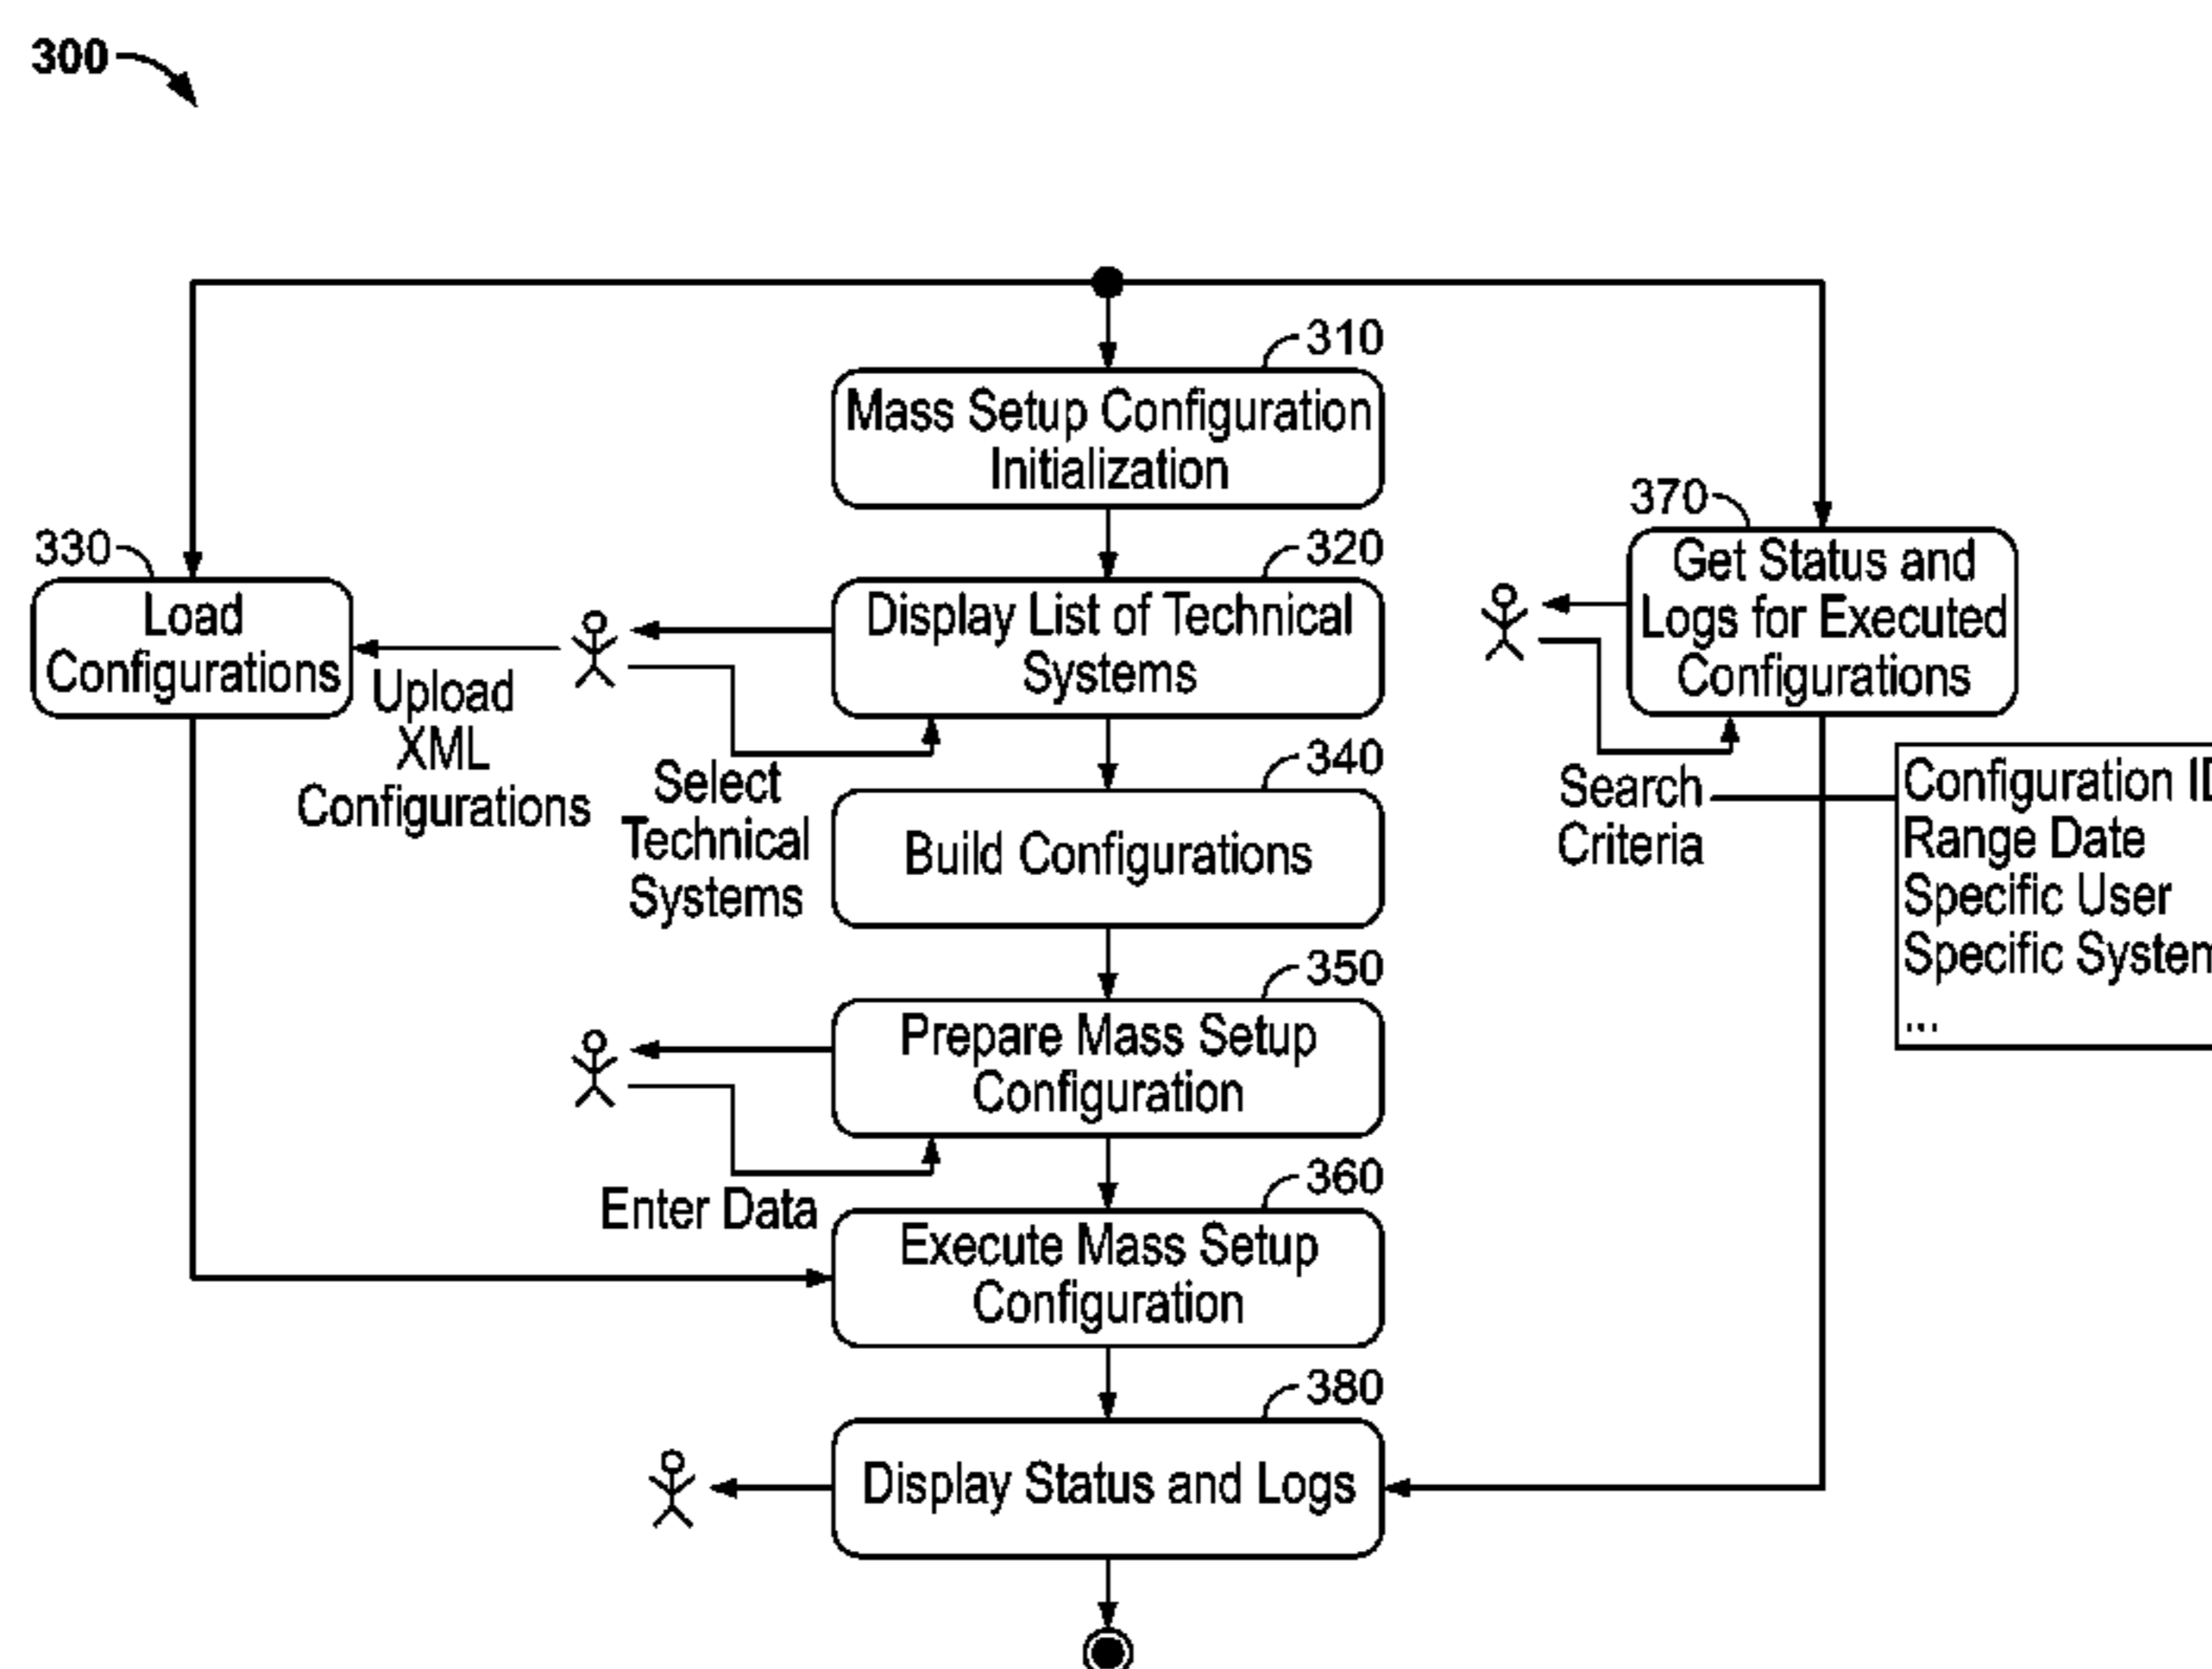 300
310
Mass Setup Configuration
Initialization
370
Get Status and
Logs for Executed
Configurations
330
Load
Configurations
320
Display List of Technical
Systems
Upload
XML
Configurations
Select
Technical
Systems
340
Build Configurations
Search
Criteria
Configuration
Range Date
Specific User
Specific
...
350
Prepare Mass Setup
Configuration
Enter Data
360
Execute Mass Setup
Configuration
380
Display Status and Logs